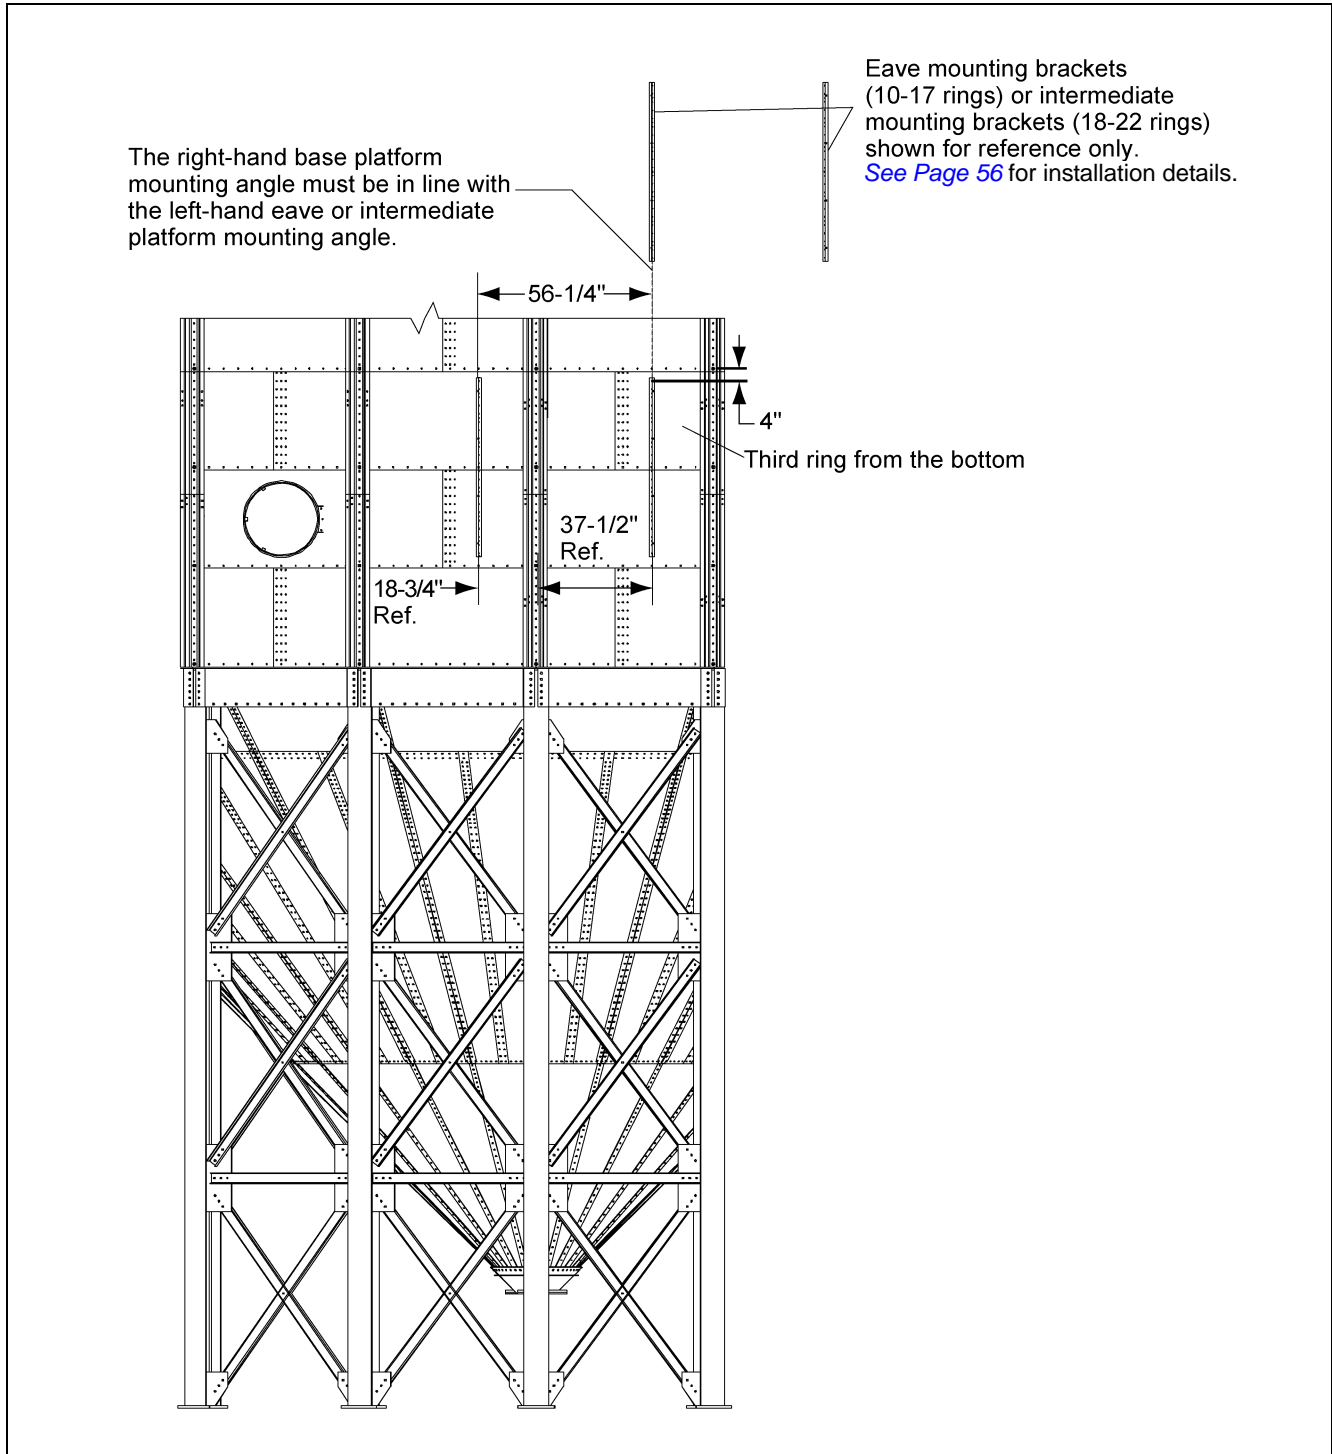 Eave mounting brackets
(10-17 rings) or intermediate
mounting brackets (18-22 rings)
shown for reference only.
See Page 56 for installation details.
The right-hand base platform
mounting angle must be in line with
the left-hand eave or intermediate
platform mounting angle.
56-1/4"
4"
Third ring from the bottom
37-1/2"
Ref.
18-3/4"
Ref.